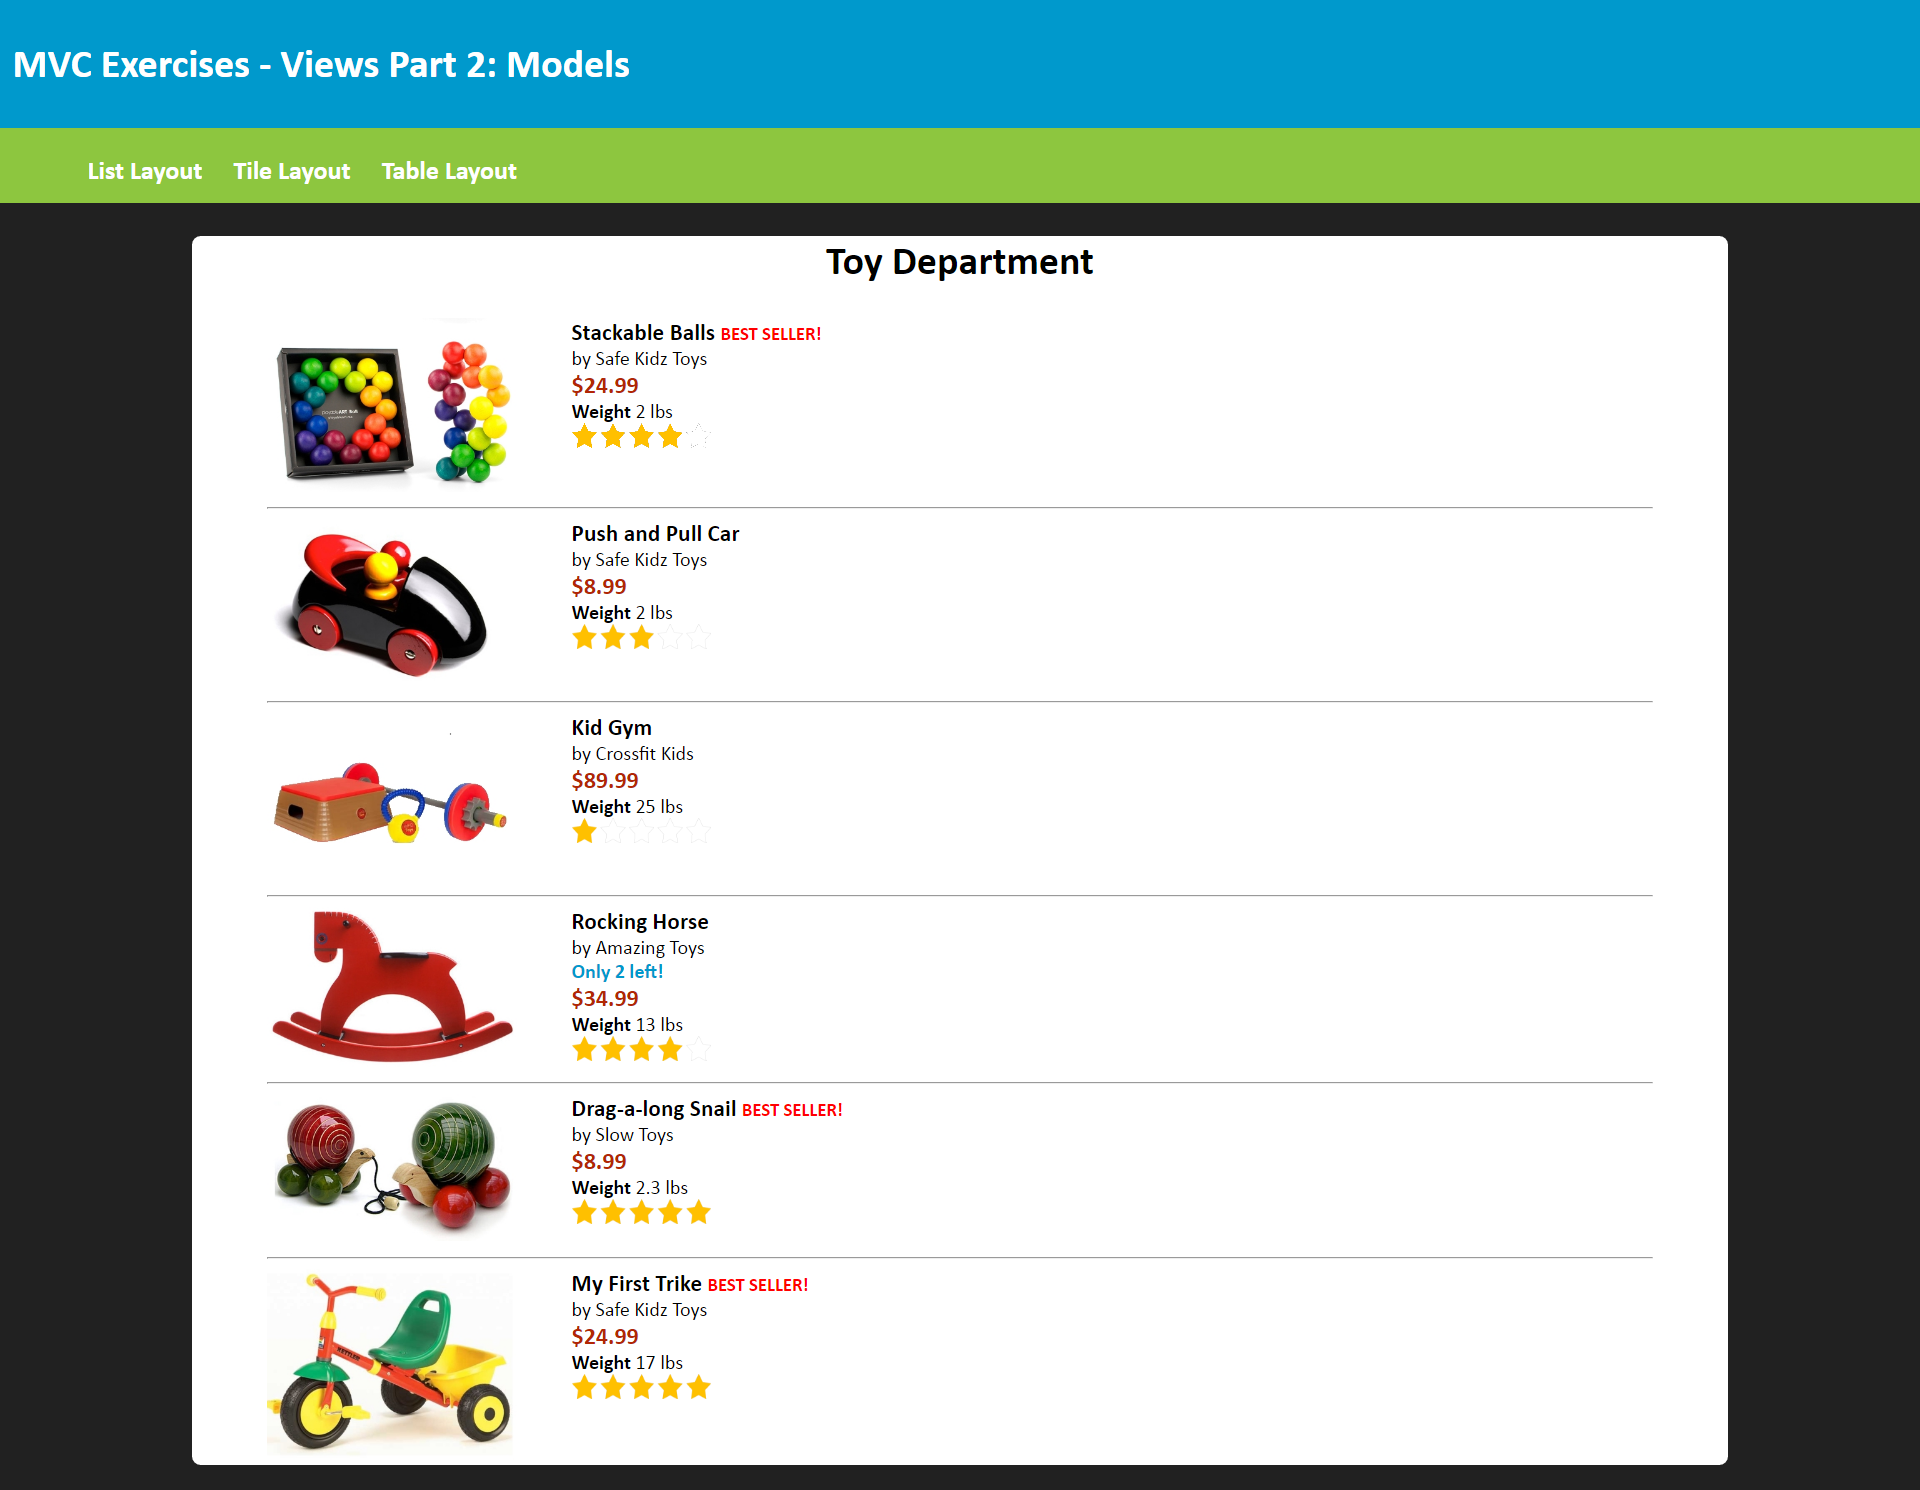 MVC Exercises - Views Part 2: Models
List Layout Tile Layout Table Layout
Toy Department
Stackable Balls BEST SELLER!
by Safe Kidz Toys
$24.99
Weight 2 lbs
Push and Pull Car
by Safe Kidz Toys
$8.99
Weight 2 lbs
Kid Gym
by Crossfit Kids
$89.99
Weight 25 lbs
Rocking Horse
by Amazing Toys
Only 2 left!
$34.99
Weight 13 lbs
Drag-a-long Snail BEST SELLER!
by Slow Toys
$8.99
Weight 2.3 lbs
My First Trike BEST SELLER!
by Safe Kidz Toys
$24.99
Weight 17 lbs
KETTLER